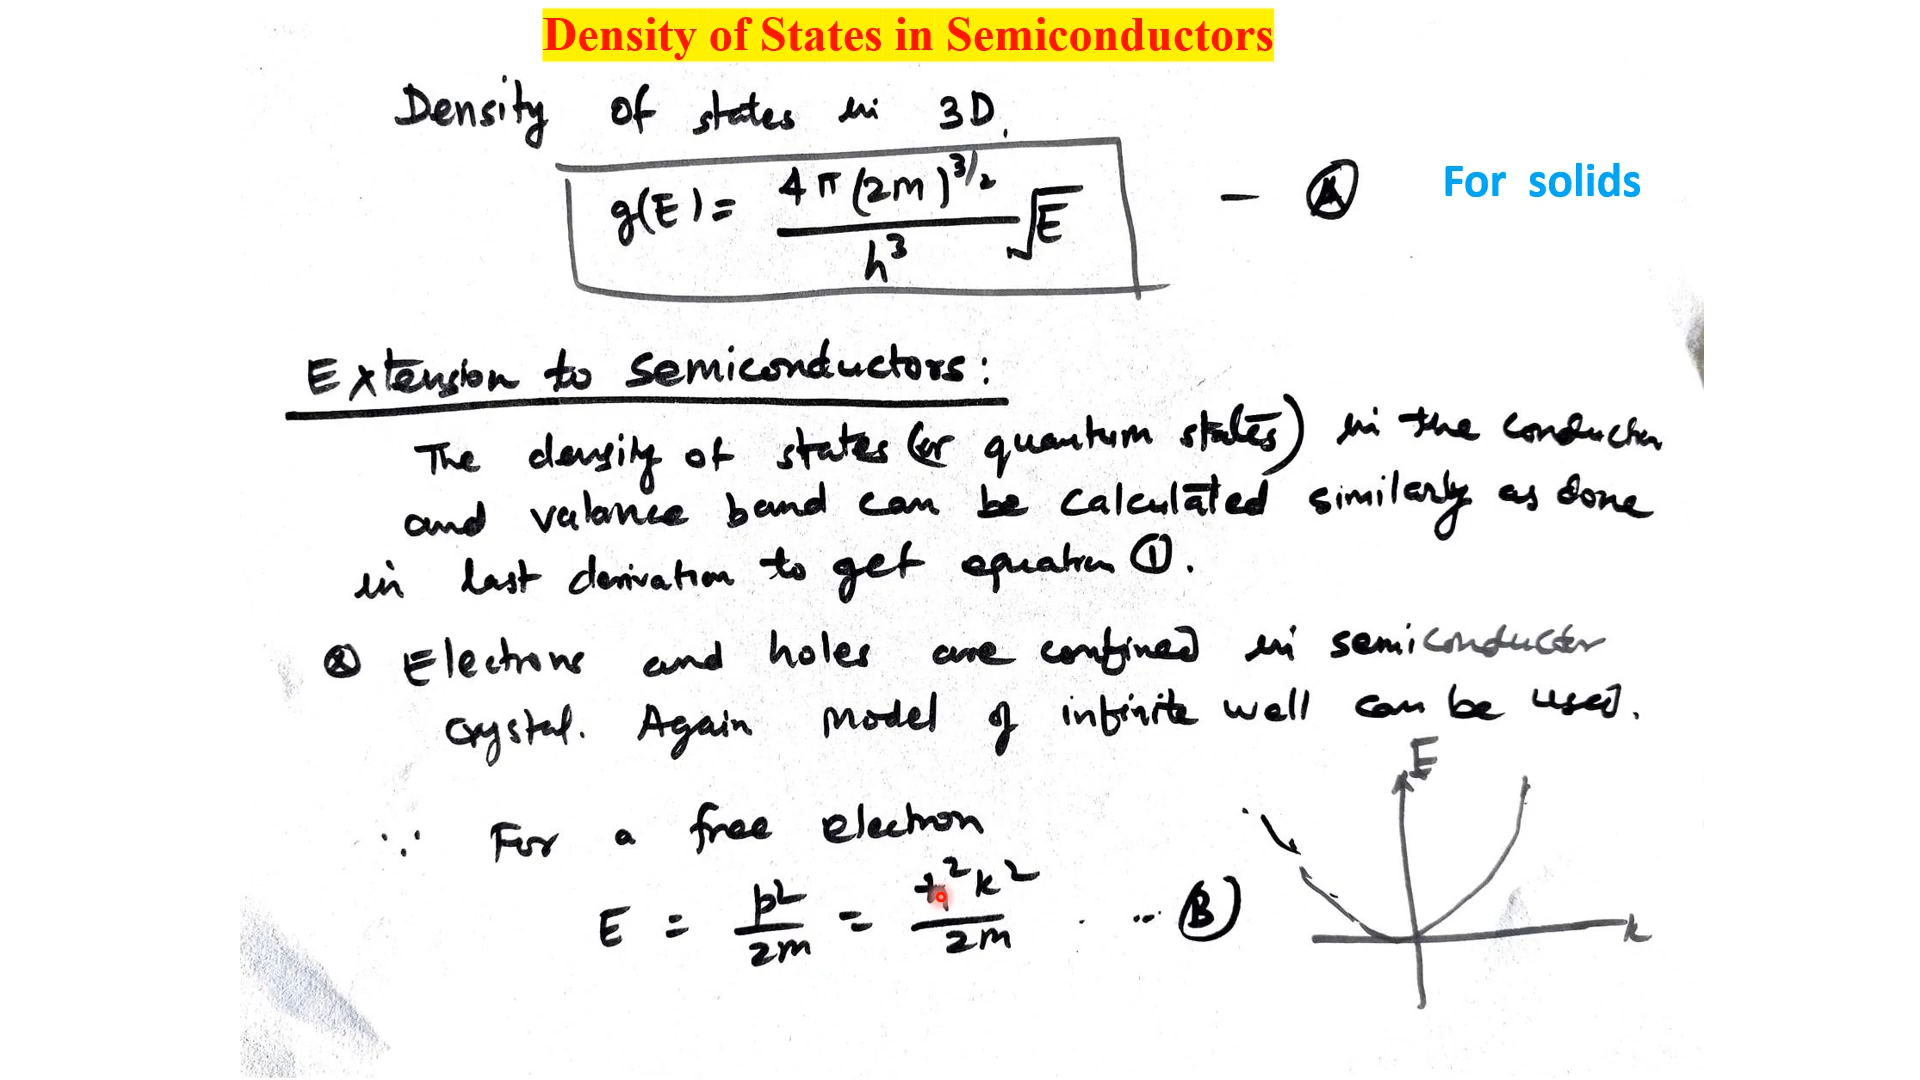 Density of States in Semiconductors
Density of states in 3D.
g(E) = 4π(2m)^3/2 / h³ √E — Ⓐ For solids
Extension to semiconductors:
The density of states (or quantum states) in the conduction
and valance band can be calculated similarly as done
in last derivation to get equation ①.
⊗ Electrons and holes are confined in semiconductor
crystal. Again model of infinite well can be used.
E
∵ For a free electron
E = p²/2m = ħ²k²/2m . ... Ⓑ
k